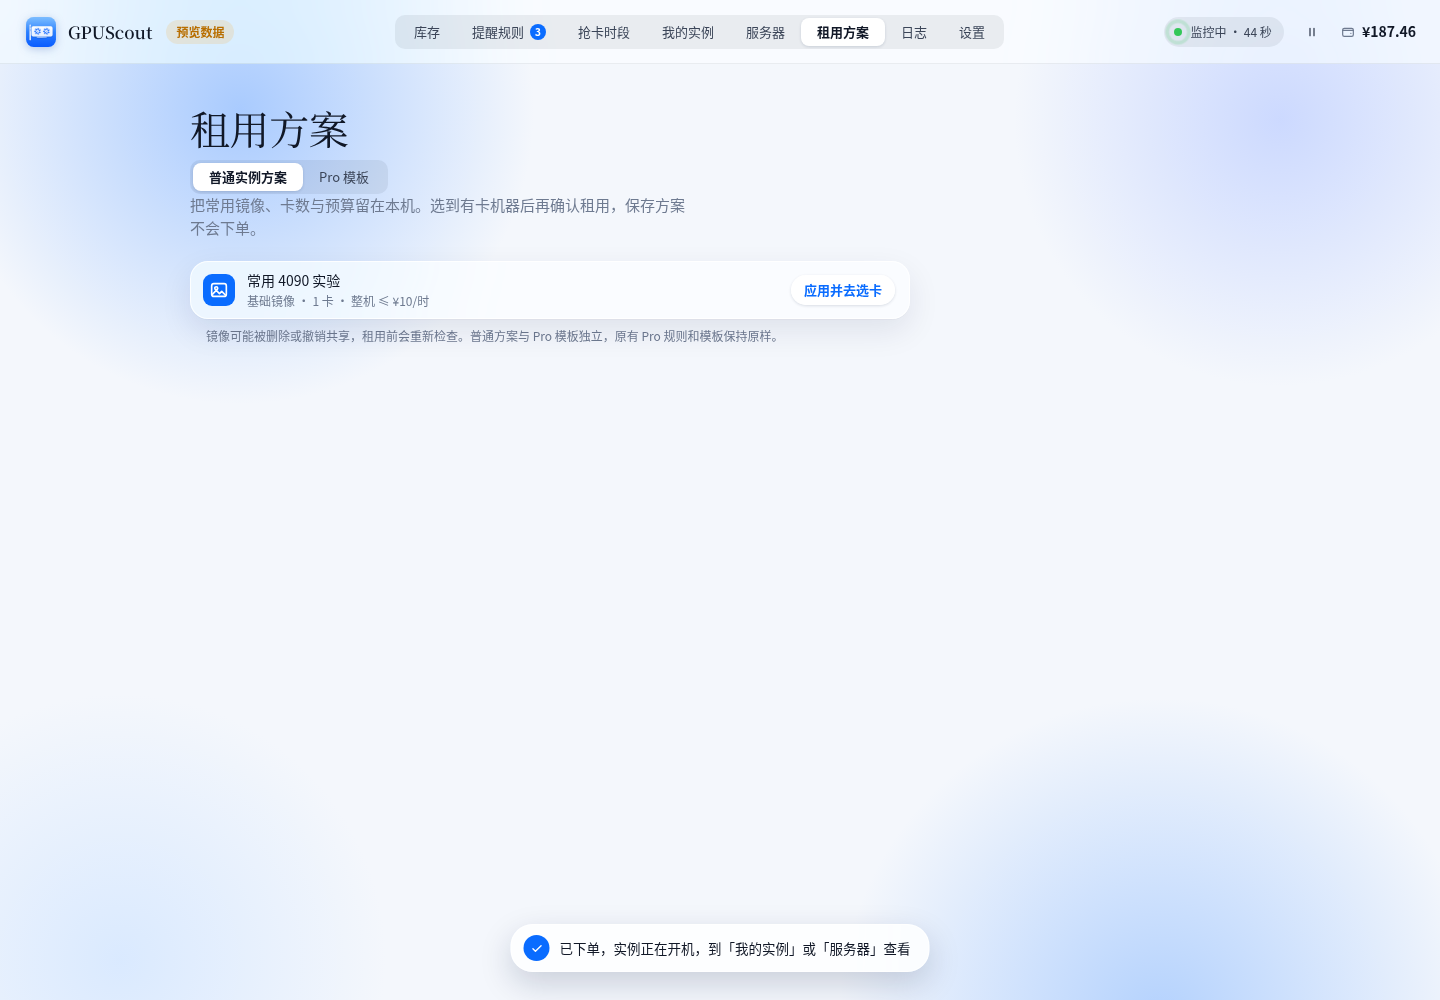 GPUScout 预览数据 库存 提醒规则 3 抢卡时段 我的实例 服务器 租用方案 日志 设置 监控中 · 44 秒 ¥187.46
租用方案
普通实例方案 Pro 模板
把常用镜像、卡数与预算留在本机。选到有卡机器后再确认租用，保存方案
不会下单。
常用 4090 实验
基础镜像 · 1 卡 · 整机 ≤ ¥10/时
应用并去选卡
镜像可能被删除或撤销共享，租用前会重新检查。普通方案与 Pro 模板独立，原有 Pro 规则和模板保持原样。
已下单，实例正在开机，到「我的实例」或「服务器」查看